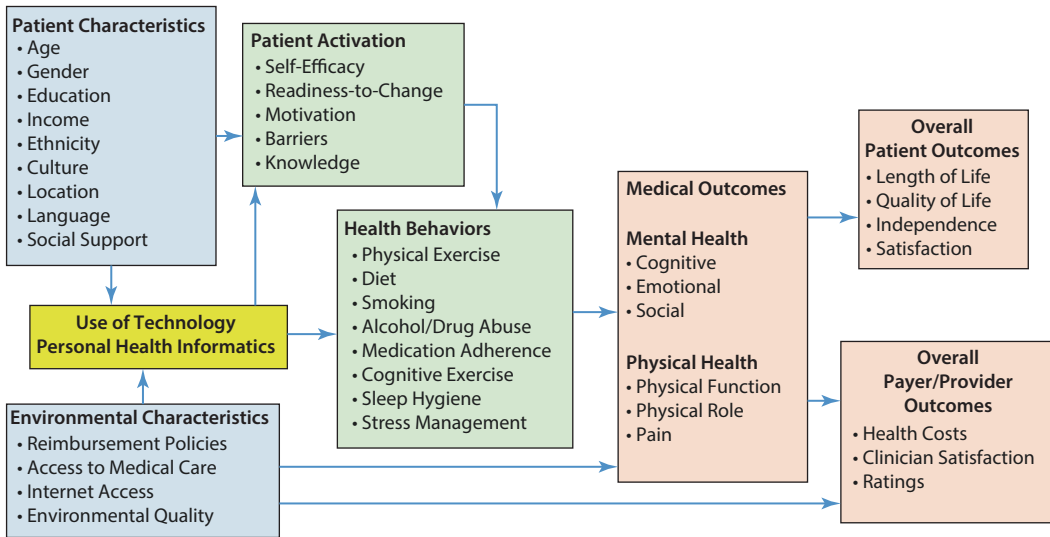 Patient Characteristics
• Age
• Gender
• Education
• Income
• Ethnicity
• Culture
• Location
• Language
• Social Support
Patient Activation
• Self-Efficacy
• Readiness-to-Change
• Motivation
• Barriers
• Knowledge
Use of Technology
Personal Health Informatics
Environmental Characteristics
• Reimbursement Policies
• Access to Medical Care
• Internet Access
• Environmental Quality
Health Behaviors
• Physical Exercise
• Diet
• Smoking
• Alcohol/Drug Abuse
• Medication Adherence
• Cognitive Exercise
• Sleep Hygiene
• Stress Management
Medical Outcomes
Mental Health
• Cognitive
• Emotional
• Social
Physical Health
• Physical Function
• Physical Role
• Pain
Overall
Patient Outcomes
• Length of Life
• Quality of Life
• Independence
• Satisfaction
Overall
Payer/Provider
Outcomes
• Health Costs
• Clinician Satisfaction
• Ratings